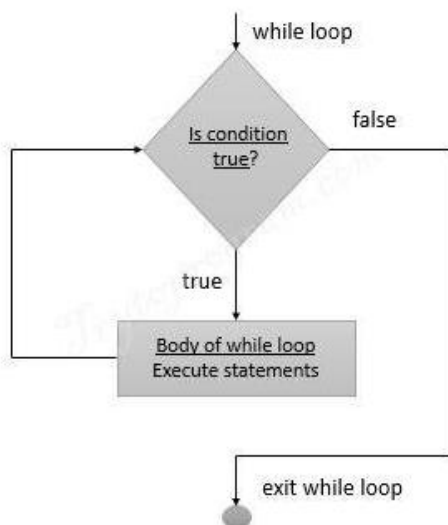 while loop
Is condition
true?
false
true
Body of while loop
Execute statements
exit while loop